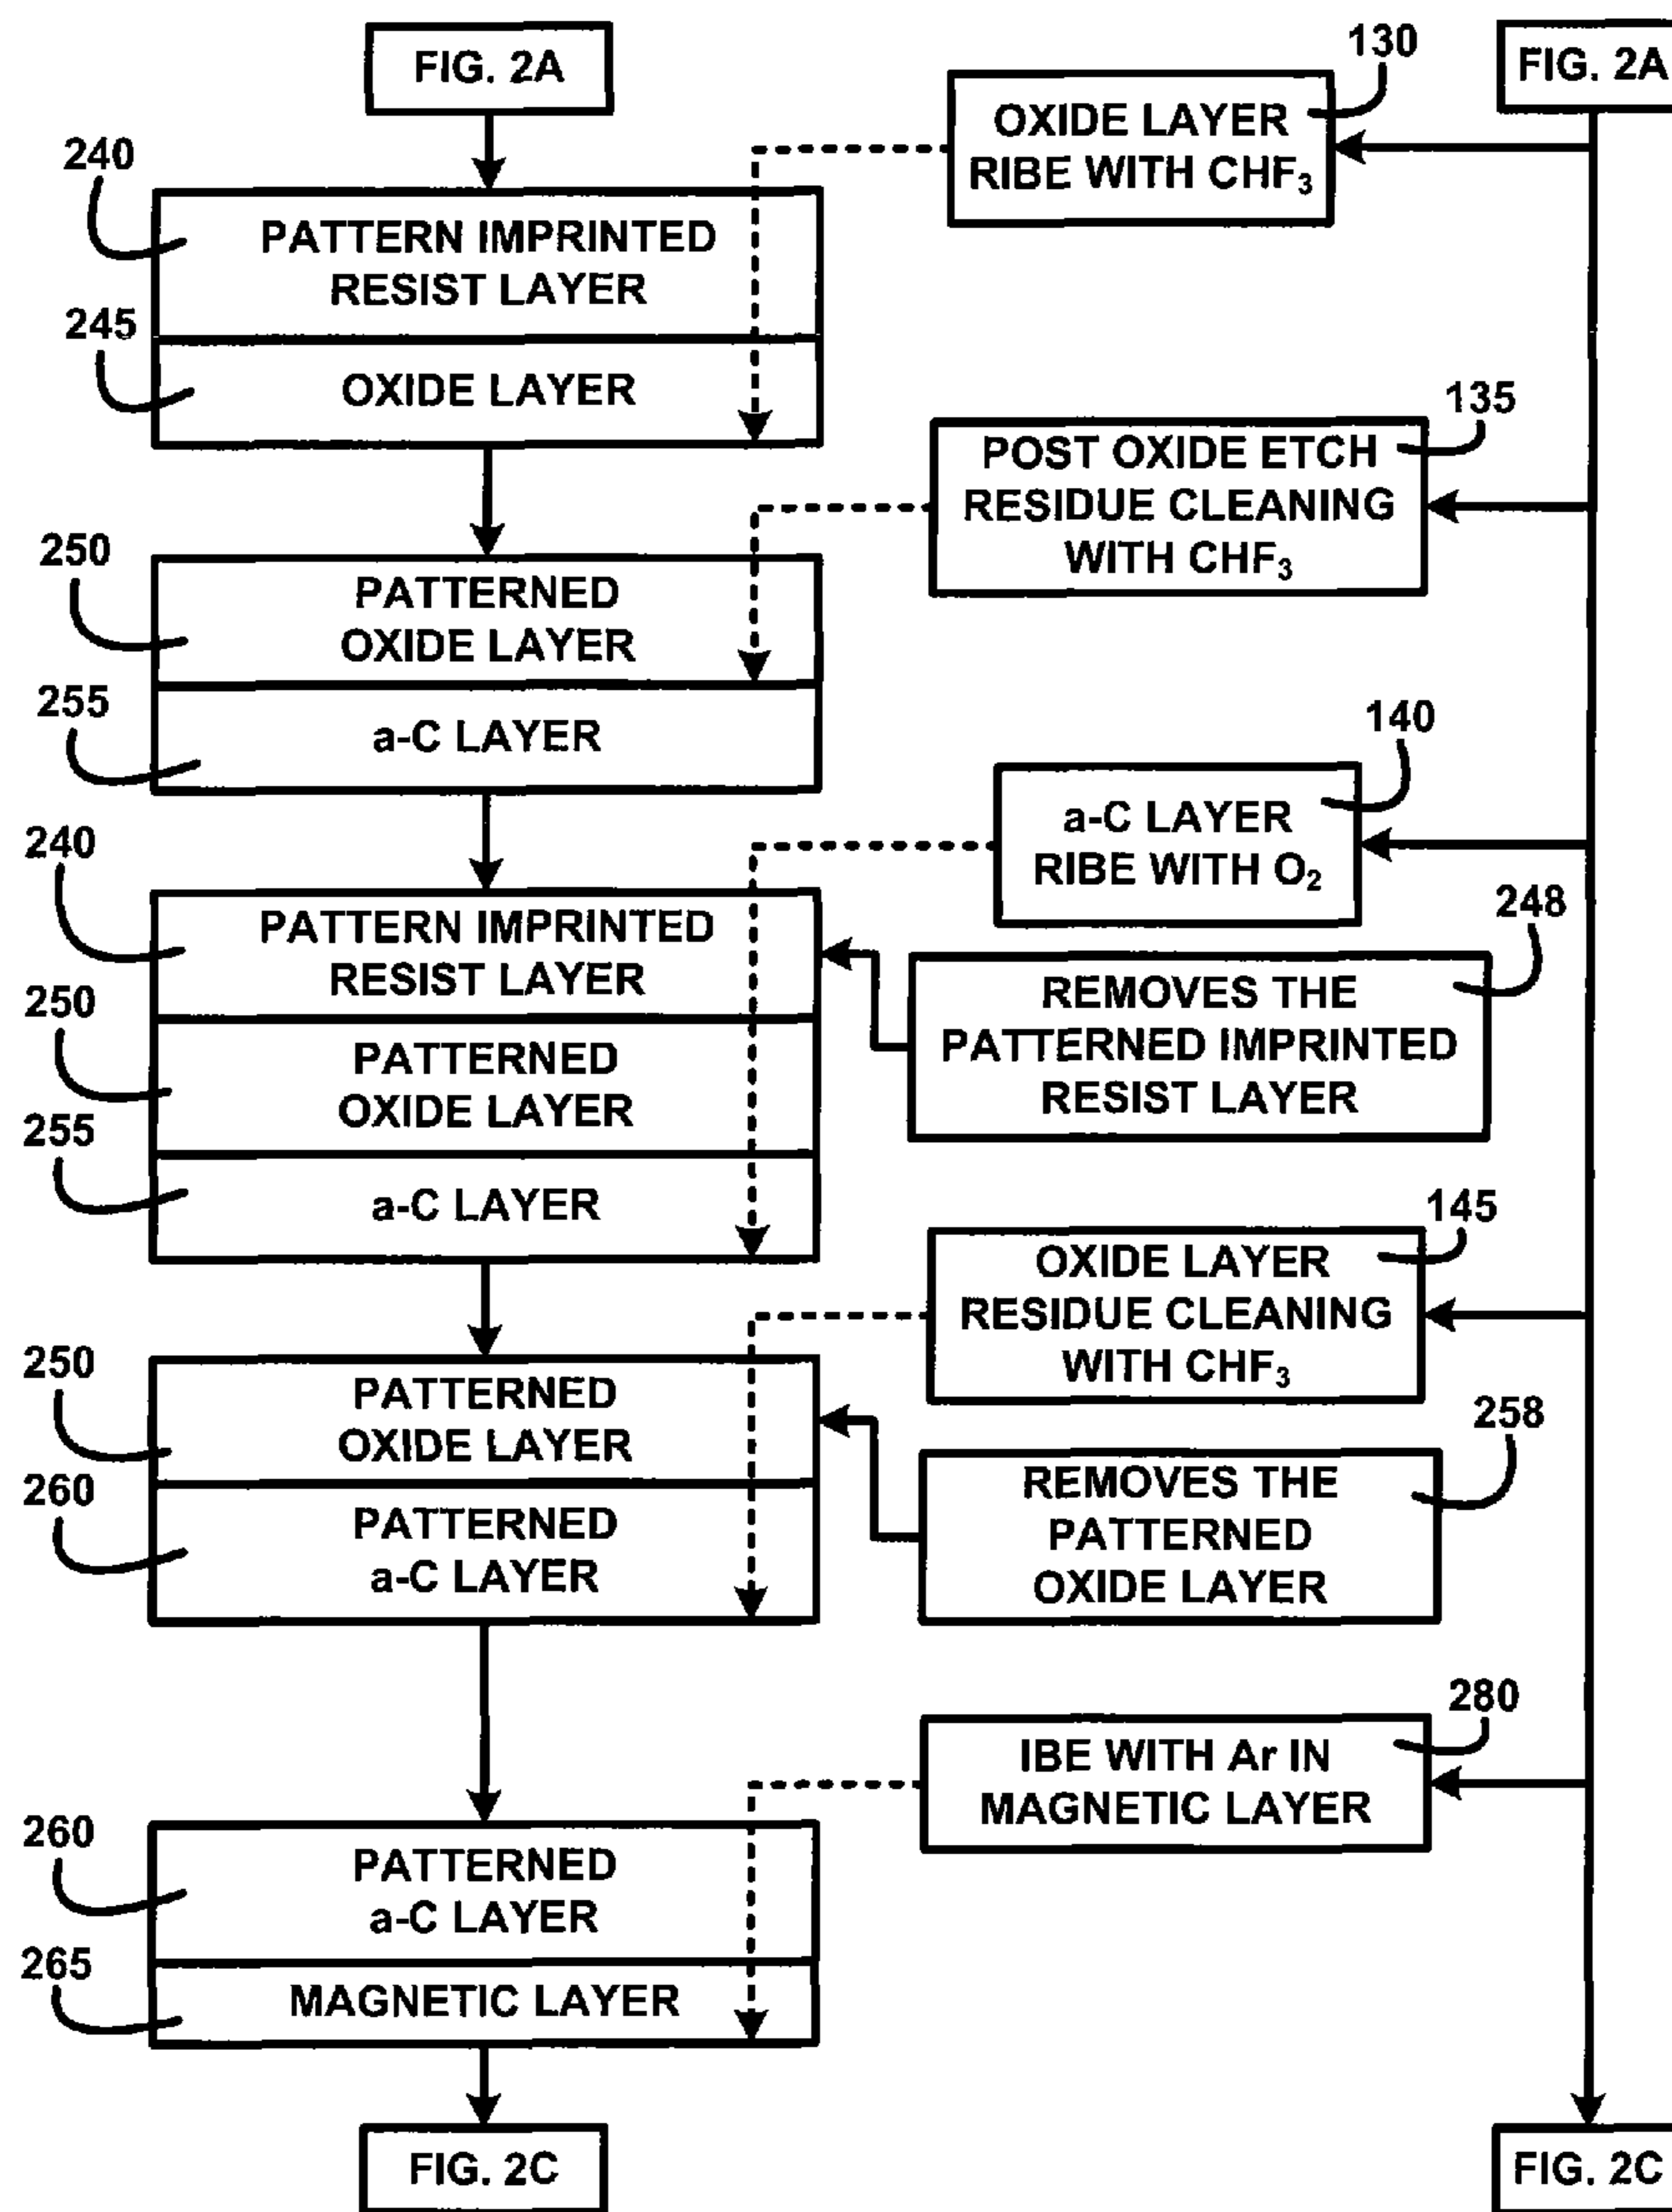 FIG. 2A
FIG. 2A
130
OXIDE LAYER
RIBE WITH CHF₃
240
PATTERN IMPRINTED
RESIST LAYER
245
OXIDE LAYER
135
POST OXIDE ETCH
RESIDUE CLEANING
WITH CHF₃
250
PATTERNED
OXIDE LAYER
255
a-C LAYER
140
a-C LAYER
RIBE WITH O₂
240
PATTERN IMPRINTED
RESIST LAYER
248
REMOVES THE
PATTERNED IMPRINTED
RESIST LAYER
250
PATTERNED
OXIDE LAYER
255
a-C LAYER
145
OXIDE LAYER
RESIDUE CLEANING
WITH CHF₃
250
PATTERNED
OXIDE LAYER
258
REMOVES THE
PATTERNED
OXIDE LAYER
260
PATTERNED
a-C LAYER
280
IBE WITH Ar IN
MAGNETIC LAYER
260
PATTERNED
a-C LAYER
265
MAGNETIC LAYER
FIG. 2C
FIG. 2C